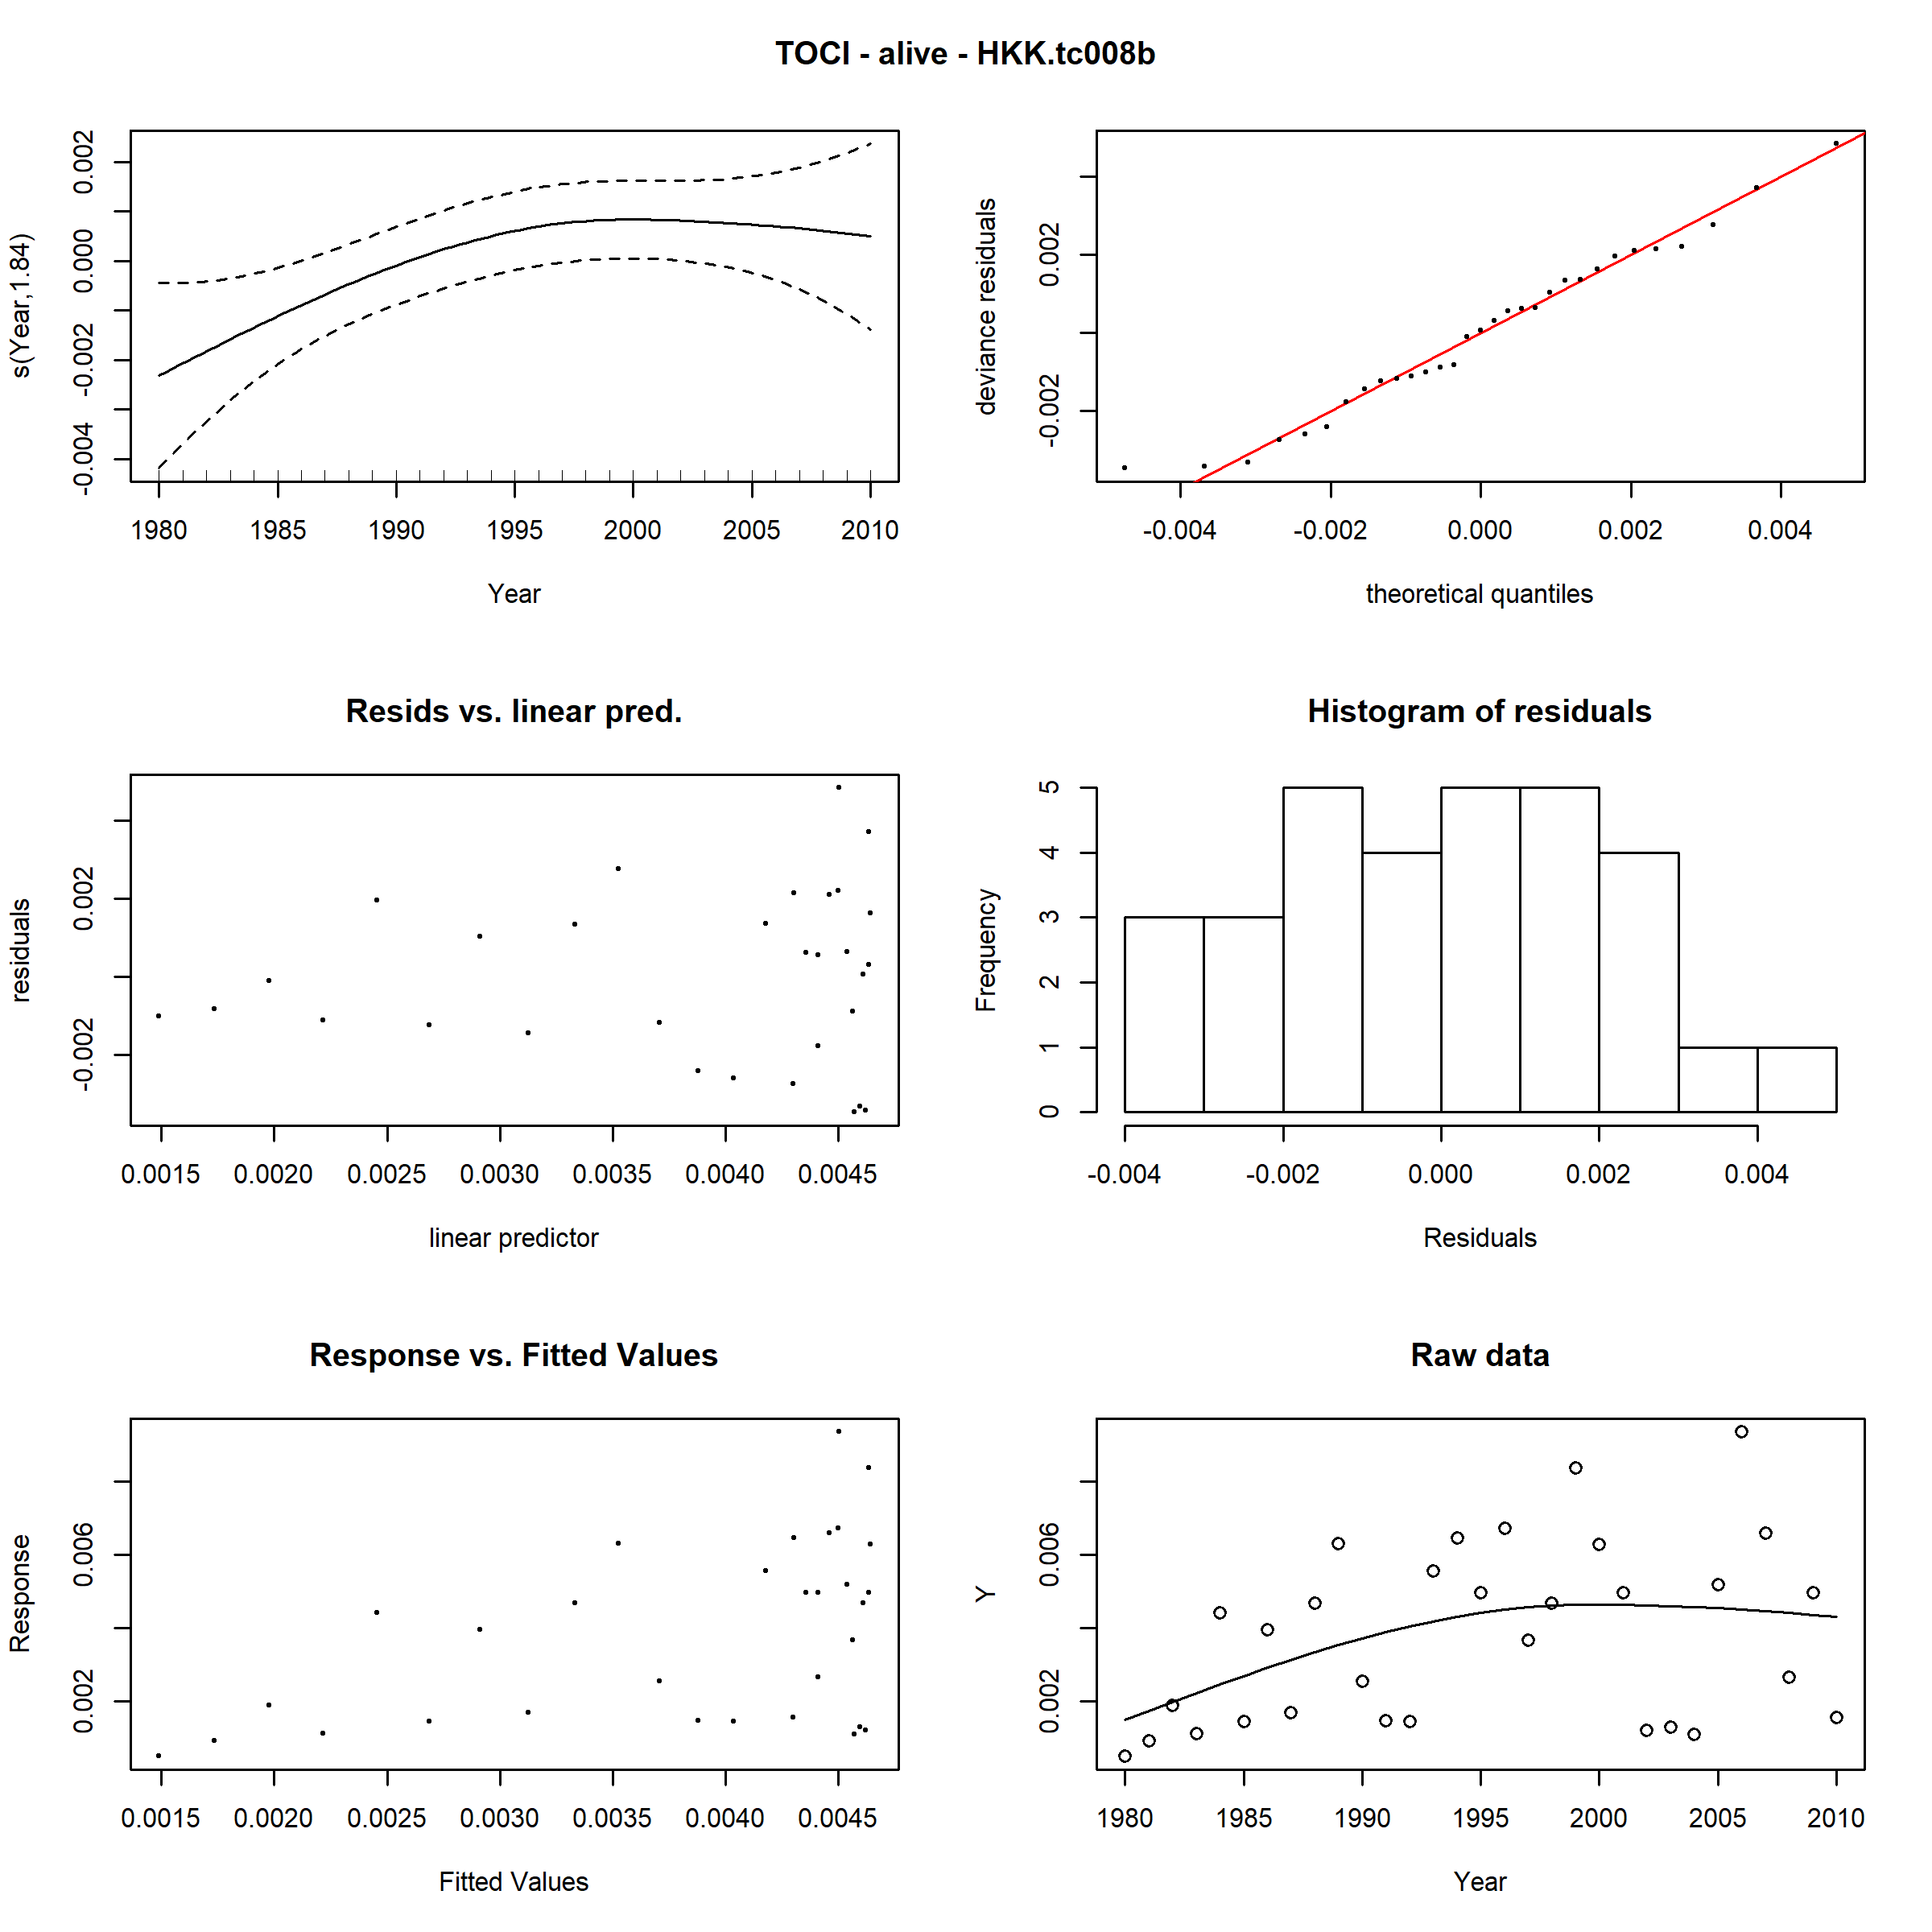 TOCI - alive - HKK.tc008b
s(Year,1.84)
0.002
0.000
-0.002
-0.004
1980 1985 1990 1995 2000 2005 2010
Year
deviance residuals
0.002
-0.002
-0.004 -0.002 0.000 0.002 0.004
theoretical quantiles
Resids vs. linear pred.
residuals
0.002
-0.002
0.0015 0.0020 0.0025 0.0030 0.0035 0.0040 0.0045
linear predictor
Histogram of residuals
Frequency
5
4
3
2
1
0
-0.004 -0.002 0.000 0.002 0.004
Residuals
Response vs. Fitted Values
Response
0.006
0.002
0.0015 0.0020 0.0025 0.0030 0.0035 0.0040 0.0045
Fitted Values
Raw data
Y
0.006
0.002
1980 1985 1990 1995 2000 2005 2010
Year